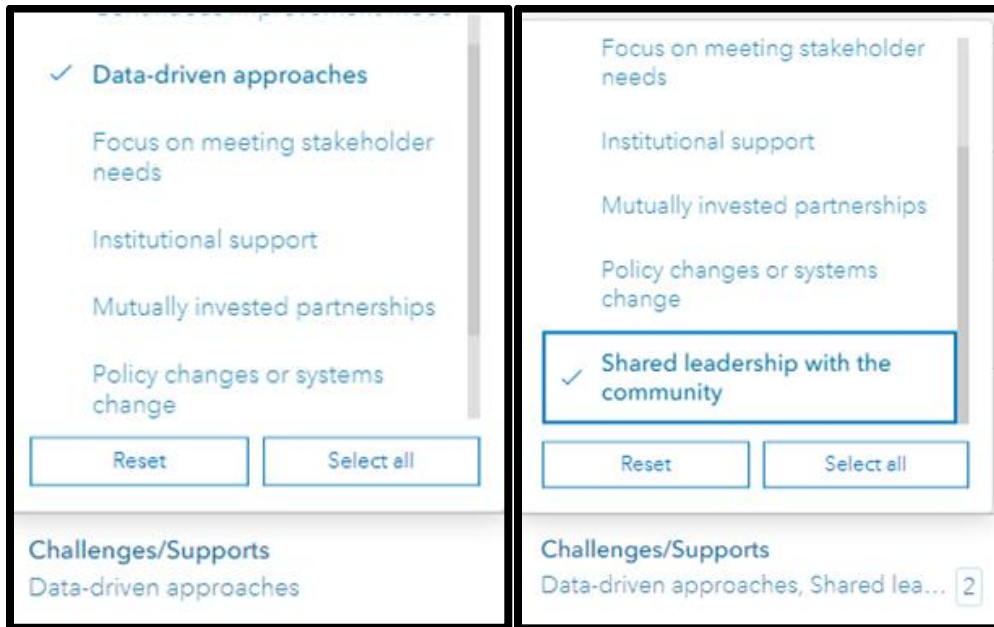 Data-driven approaches
Focus on meeting stakeholder
needs
Institutional support
Mutually invested partnerships
Policy changes or systems
change
Reset
Select all
Challenges/Supports
Data-driven approaches
Focus on meeting stakeholder
needs
Institutional support
Mutually invested partnerships
Policy changes or systems
change
Shared leadership with the
community
Reset
Select all
Challenges/Supports
Data-driven approaches, Shared lea... 2